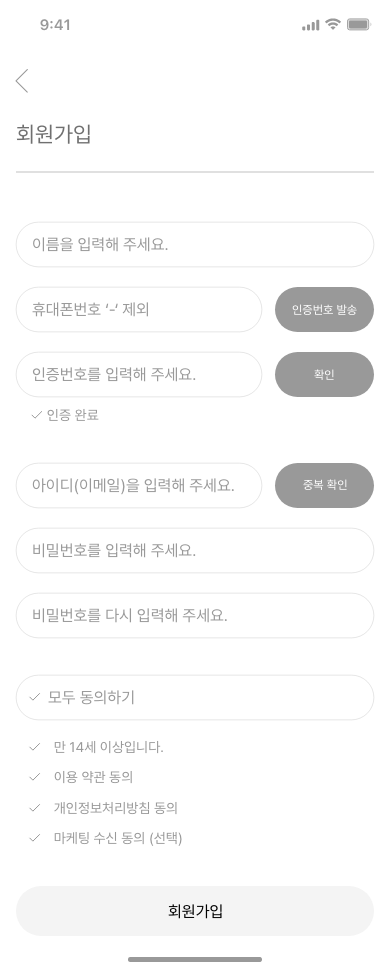 9:41
회원가입
이름을 입력해 주세요.
휴대폰번호 ‘-‘ 제외
인증번호 발송
인증번호를 입력해 주세요.
확인
인증 완료
아이디(이메일)을 입력해 주세요.
중복 확인
비밀번호를 입력해 주세요.
비밀번호를 다시 입력해 주세요.
모두 동의하기
만 14세 이상입니다.
이용 약관 동의
개인정보처리방침 동의
마케팅 수신 동의 (선택)
회원가입